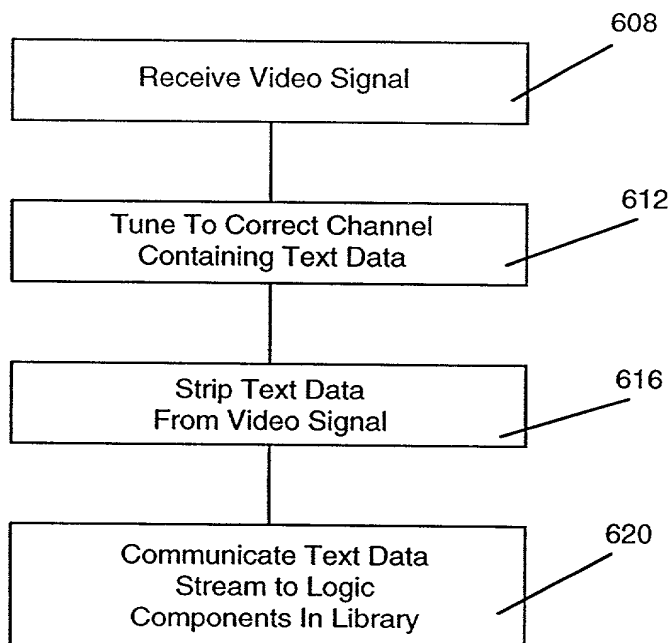 608
Receive Video Signal
612
Tune To Correct Channel
Containing Text Data
616
Strip Text Data
From Video Signal
620
Communicate Text Data
Stream to Logic
Components In Library